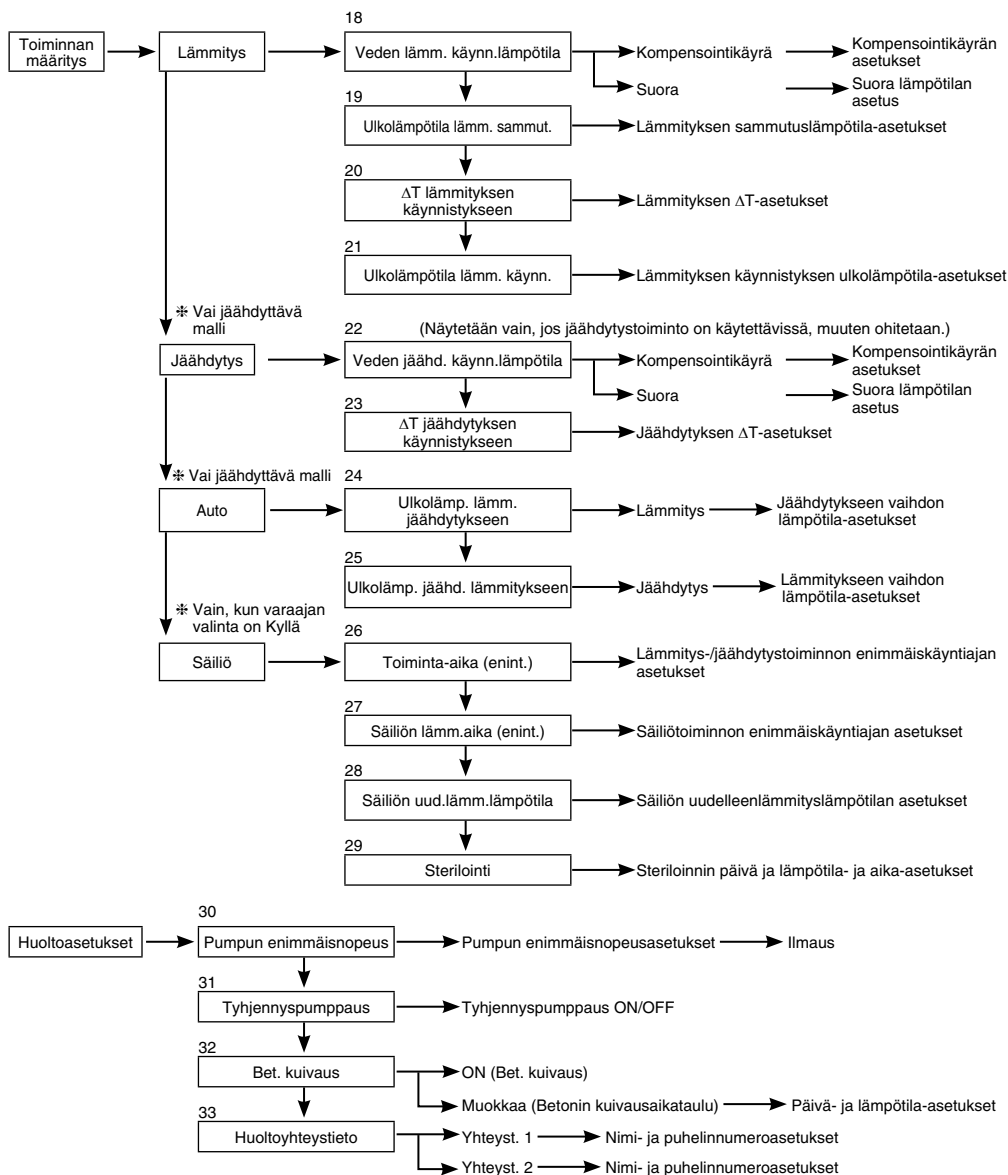 18
Toiminnan
määritys
Lämmitys
Veden lämm. käynn.lämpötila
Kompensointikäyrä
Kompensointikäyrän
asetukset
Suora
Suora lämpötilan
asetus
19
Ulkolämpötila lämm. sammut.
Lämmityksen sammutuslämpötila-asetukset
20
ΔT lämmityksen
käynnistykseen
Lämmityksen ΔT-asetukset
21
Ulkolämpötila lämm. käynn.
Lämmityksen käynnistyksen ulkolämpötila-asetukset
❉ Vai jäähdyttävä
malli
22
(Näytetään vain, jos jäähdytystoiminto on käytettävissä, muuten ohitetaan.)
Jäähdytys
Veden jäähd. käynn.lämpötila
Kompensointikäyrä
Kompensointikäyrän
asetukset
Suora
Suora lämpötilan
asetus
23
ΔT jäähdytyksen
käynnistykseen
Jäähdytyksen ΔT-asetukset
❉ Vai jäähdyttävä malli
24
Auto
Ulkolämp. lämm.
jäähdytykseen
Lämmitys
Jäähdytykseen vaihdon
lämpötila-asetukset
25
Ulkolämp. jäähd. lämmitykseen
Jäähdytys
Lämmitykseen vaihdon
lämpötila-asetukset
❉ Vain, kun varaajan
valinta on Kyllä
26
Säiliö
Toiminta-aika (enint.)
Lämmitys-/jäähdytystoiminnon enimmäiskäyntiajan
asetukset
27
Säiliön lämm.aika (enint.)
Säiliötoiminnon enimmäiskäyntiajan asetukset
28
Säiliön uud.lämm.lämpötila
Säiliön uudelleenlämmityslämpötilan asetukset
29
Sterilointi
Steriloinnin päivä ja lämpötila- ja aika-asetukset
30
Huoltoasetukset
Pumpun enimmäisnopeus
Pumpun enimmäisnopeusasetukset
Ilmaus
31
Tyhjennyspumppaus
Tyhjennyspumppaus ON/OFF
32
Bet. kuivaus
ON (Bet. kuivaus)
Muokkaa (Betonin kuivausaikataulu)
Päivä- ja lämpötila-asetukset
33
Huoltoyhteystieto
Yhteyst. 1
Nimi- ja puhelinnumeroasetukset
Yhteyst. 2
Nimi- ja puhelinnumeroasetukset